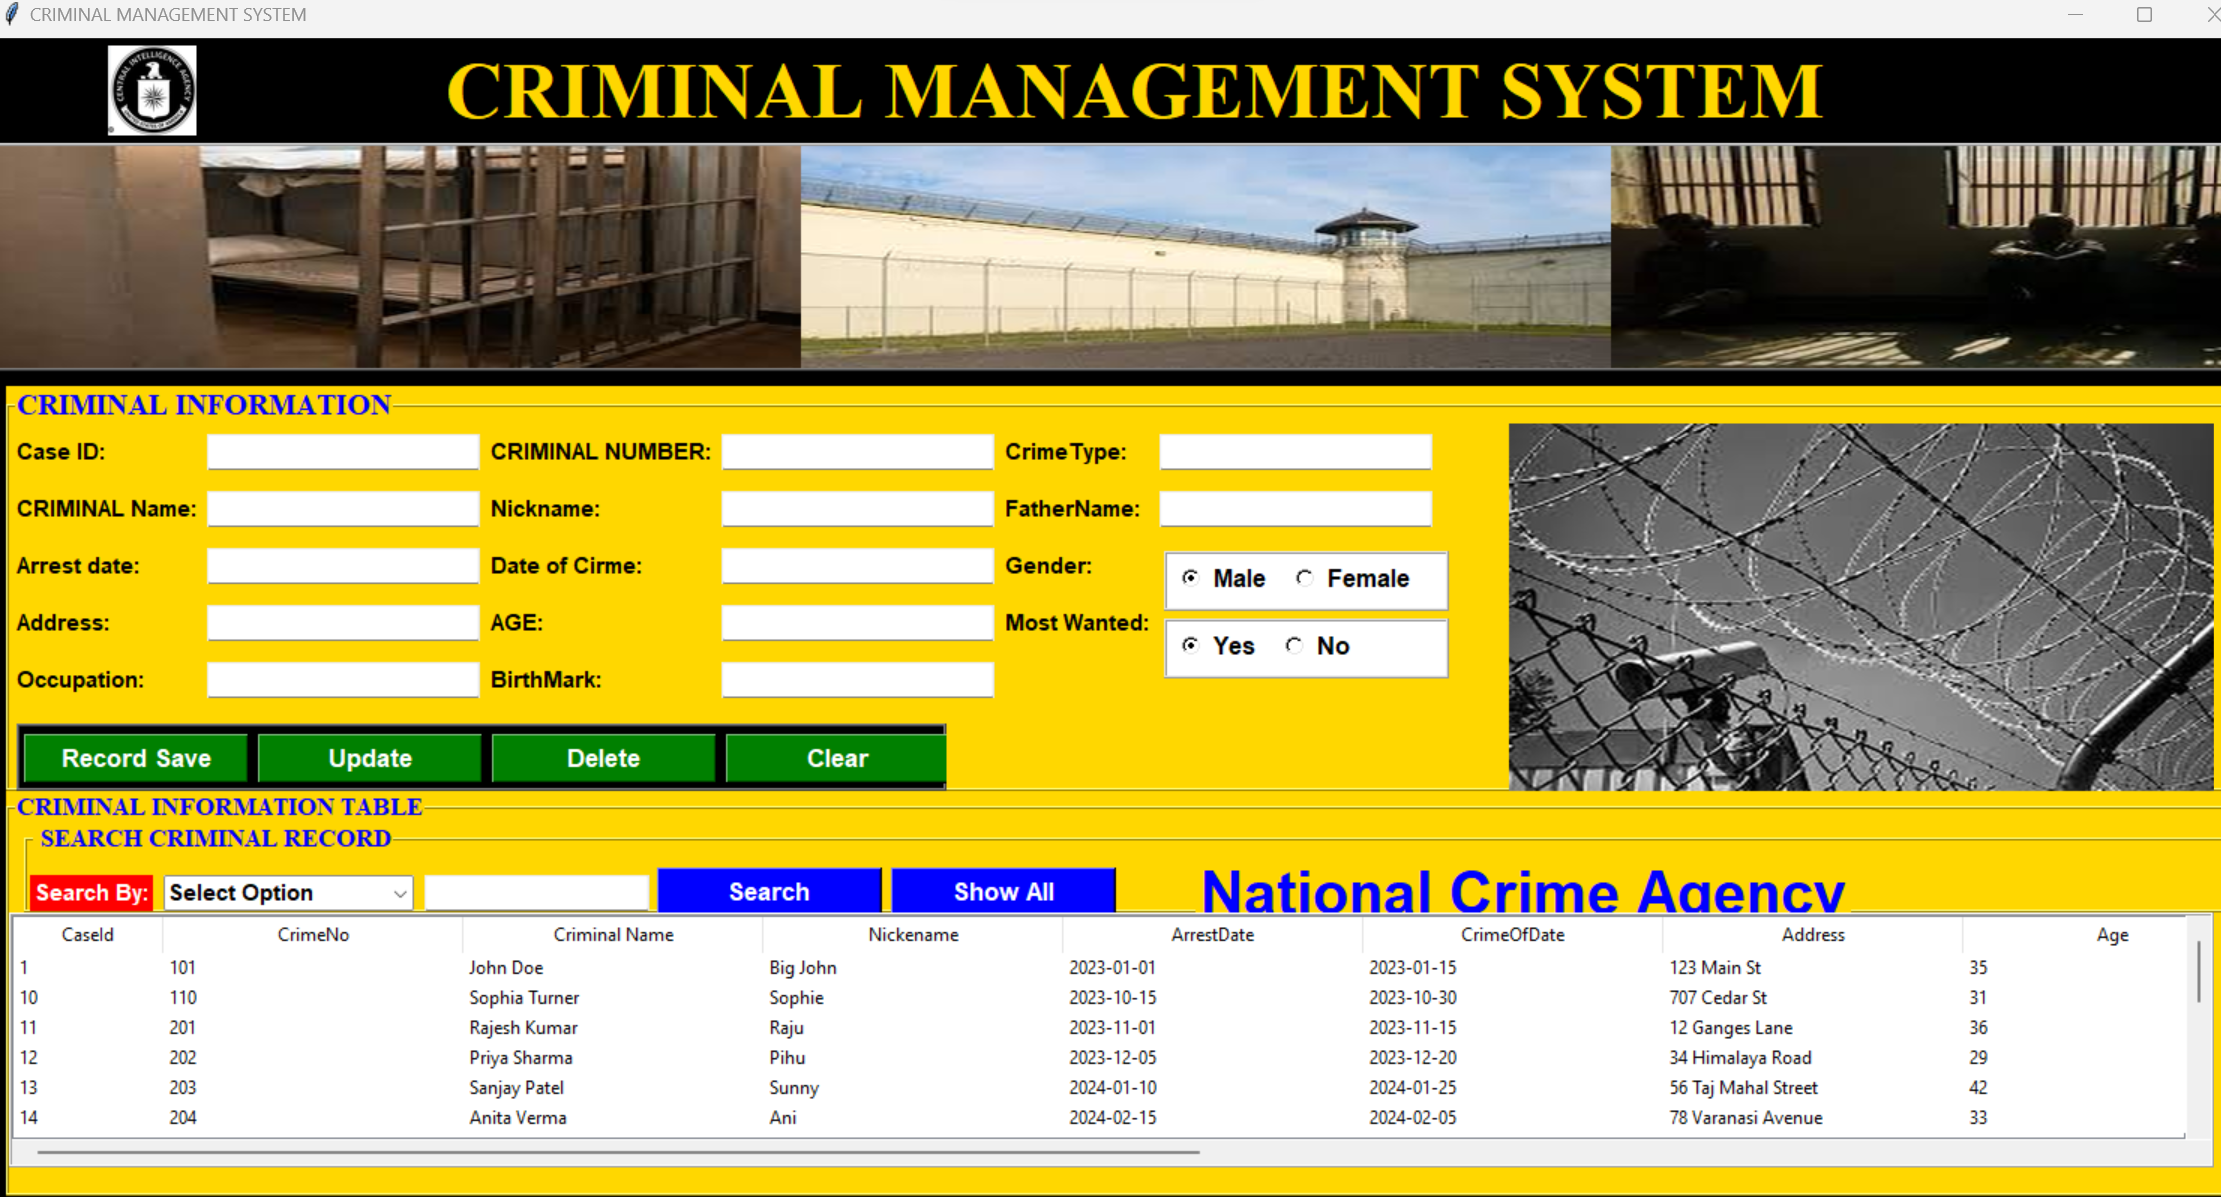 CRIMINAL MANAGEMENT SYSTEM
CENTRAL INTELLIGENCE AGENCY
UNITED STATES OF AMERICA
CRIMINAL MANAGEMENT SYSTEM
CRIMINAL INFORMATION
Case ID: CRIMINAL NUMBER: CrimeType:
CRIMINAL Name: Nickname: FatherName:
Arrest date: Date of Cirme: Gender: Male Female
Address: AGE: Most Wanted: Yes No
Occupation: BirthMark:
Record Save Update Delete Clear
CRIMINAL INFORMATION TABLE
SEARCH CRIMINAL RECORD
Search By: Select Option Search Show All National Crime Agency
CaseId CrimeNo Criminal Name Nickename ArrestDate CrimeOfDate Address Age
1 101 John Doe Big John 2023-01-01 2023-01-15 123 Main St 35
10 110 Sophia Turner Sophie 2023-10-15 2023-10-30 707 Cedar St 31
11 201 Rajesh Kumar Raju 2023-11-01 2023-11-15 12 Ganges Lane 36
12 202 Priya Sharma Pihu 2023-12-05 2023-12-20 34 Himalaya Road 29
13 203 Sanjay Patel Sunny 2024-01-10 2024-01-25 56 Taj Mahal Street 42
14 204 Anita Verma Ani 2024-02-15 2024-02-05 78 Varanasi Avenue 33